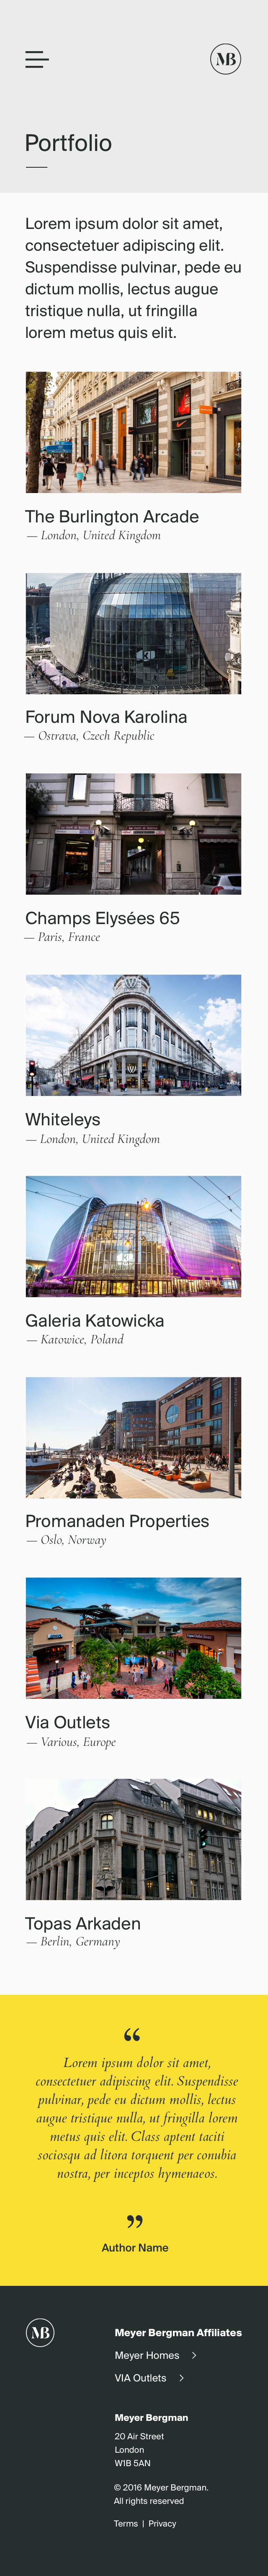 MB
Portfolio
Lorem ipsum dolor sit amet,
consectetuer adipiscing elit.
Suspendisse pulvinar, pede eu
dictum mollis, lectus augue
tristique nulla, ut fringilla
lorem metus quis elit.
The Burlington Arcade
— London, United Kingdom
Forum Nova Karolina
— Ostrava, Czech Republic
Champs Elysées 65
— Paris, France
Whiteleys
— London, United Kingdom
Galeria Katowicka
— Katowice, Poland
Promanaden Properties
— Oslo, Norway
Via Outlets
— Various, Europe
Topas Arkaden
— Berlin, Germany
“
Lorem ipsum dolor sit amet,
consectetuer adipiscing elit. Suspendisse
pulvinar, pede eu dictum mollis, lectus
augue tristique nulla, ut fringilla lorem
metus quis elit. Class aptent taciti
sociosqu ad litora torquent per conubia
nostra, per inceptos hymenaeos.
”
Author Name
MB
Meyer Bergman Affiliates
Meyer Homes
VIA Outlets
Meyer Bergman
20 Air Street
London
W1B 5AN
© 2016 Meyer Bergman.
All rights reserved
Terms | Privacy